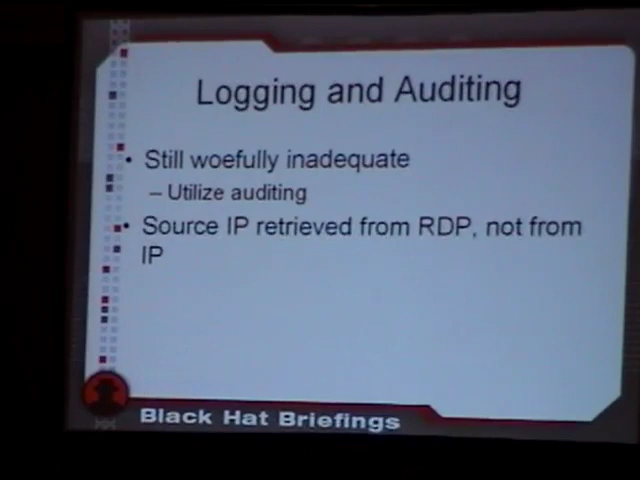 Logging and Auditing
• Still woefully inadequate
– Utilize auditing
• Source IP retrieved from RDP, not from
IP
Black Hat Briefings